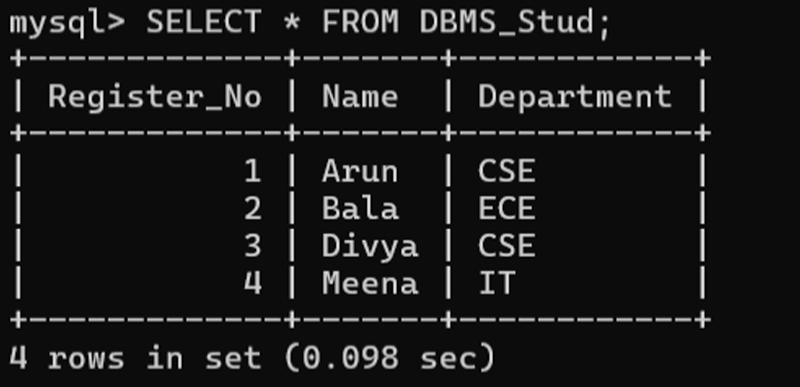 mysql> SELECT * FROM DBMS_Stud;
+-------------+-------+------------+
| Register_No | Name  | Department |
+-------------+-------+------------+
|           1 | Arun  | CSE        |
|           2 | Bala  | ECE        |
|           3 | Divya | CSE        |
|           4 | Meena | IT         |
+-------------+-------+------------+
4 rows in set (0.098 sec)